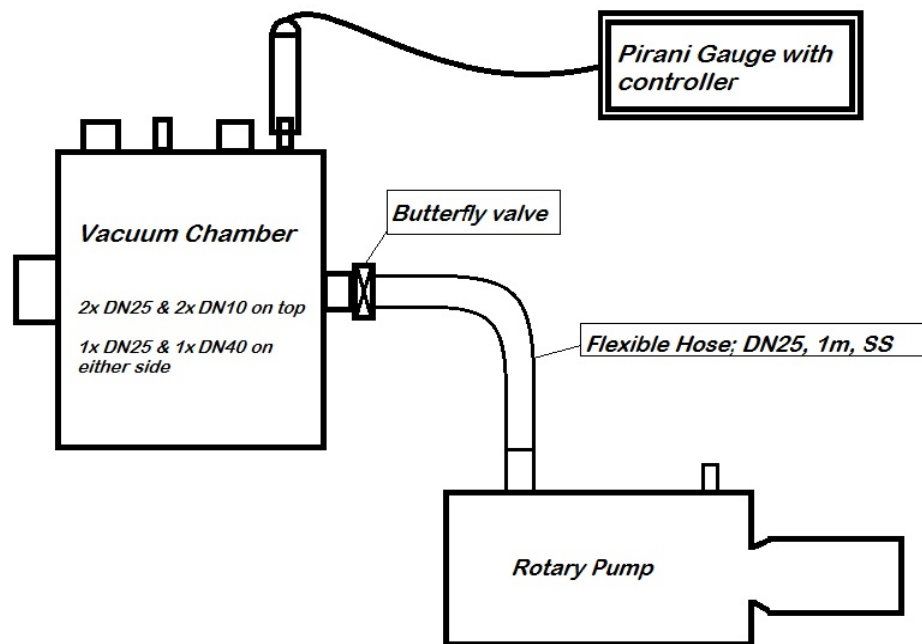 Pirani Gauge with
controller
Butterfly valve
Vacuum Chamber
2x DN25 & 2x DN10 on top
1x DN25 & 1x DN40 on
either side
Flexible Hose; DN25, 1m, SS
Rotary Pump